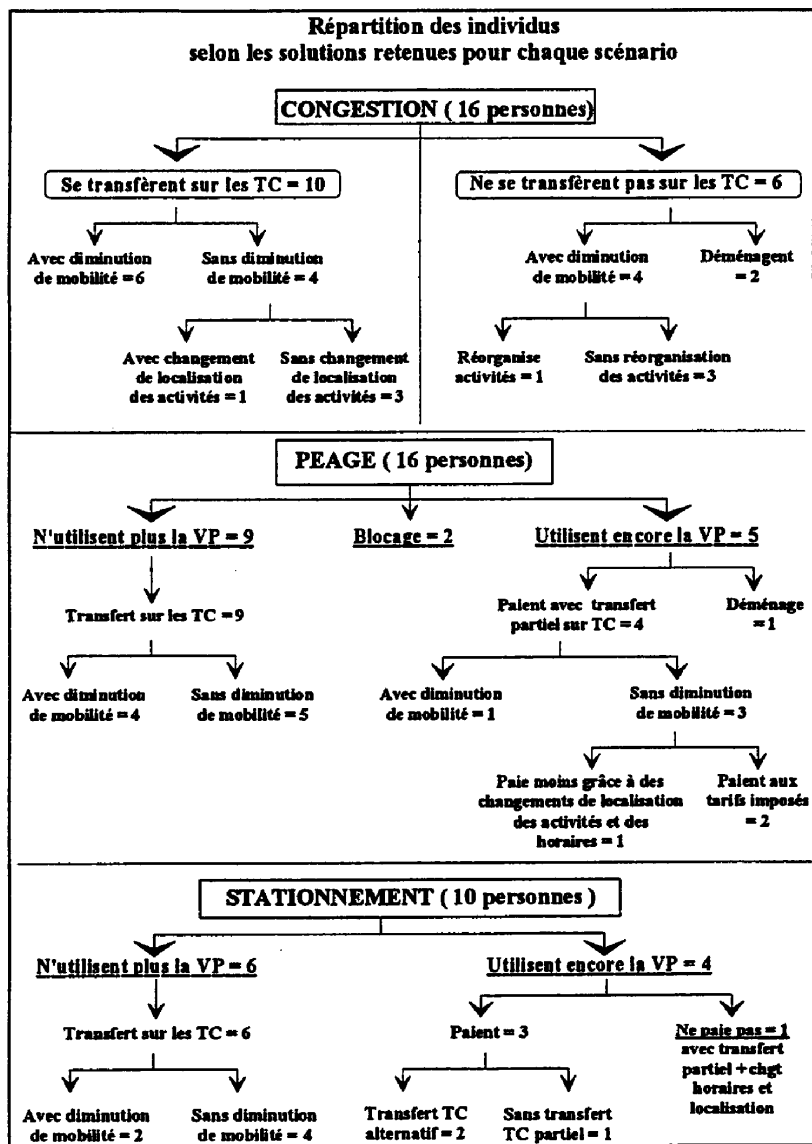 Répartition des individus
selon les solutions retenues pour chaque scénario
CONGESTION ( 16 personnes)
Se transfèrent sur les TC = 10
Ne se transfèrent pas sur les TC = 6
Avec diminution
de mobilité = 6
Sans diminution
de mobilité = 4
Avec diminution
de mobilité = 4
Déménagent
= 2
Avec changement
de localisation
des activités = 1
Sans changement
de localisation
des activités = 3
Réorganise
activités = 1
Sans réorganisation
des activités = 3
PEAGE ( 16 personnes)
N'utilisent plus la VP = 9
Blocage = 2
Utilisent encore la VP = 5
Transfert sur les TC = 9
Paient avec transfert
partiel sur TC = 4
Déménage
= 1
Avec diminution
de mobilité = 4
Sans diminution
de mobilité = 5
Avec diminution
de mobilité = 1
Sans diminution
de mobilité = 3
Paie moins grâce à des
changements de localisation
des activités et des
horaires = 1
Paient aux
tarifs imposés
= 2
STATIONNEMENT ( 10 personnes )
N'utilisent plus la VP = 6
Utilisent encore la VP = 4
Transfert sur les TC = 6
Paient = 3
Ne paie pas = 1
avec transfert
partiel + chgt
horaires et
localisation
Avec diminution
de mobilité = 2
Sans diminution
de mobilité = 4
Transfert TC
alternatif = 2
Sans transfert
TC partiel = 1